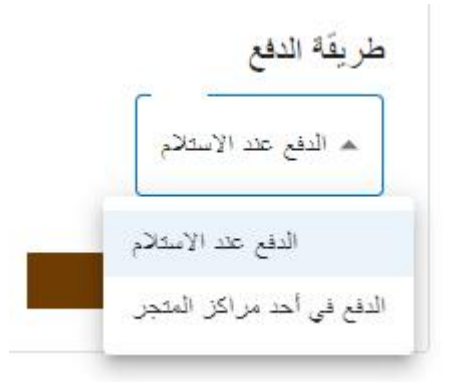 طريقة الدفع
الدفع عند الاستلام
الدفع عند الاستلام
الدفع في أحد مراكز المتجر